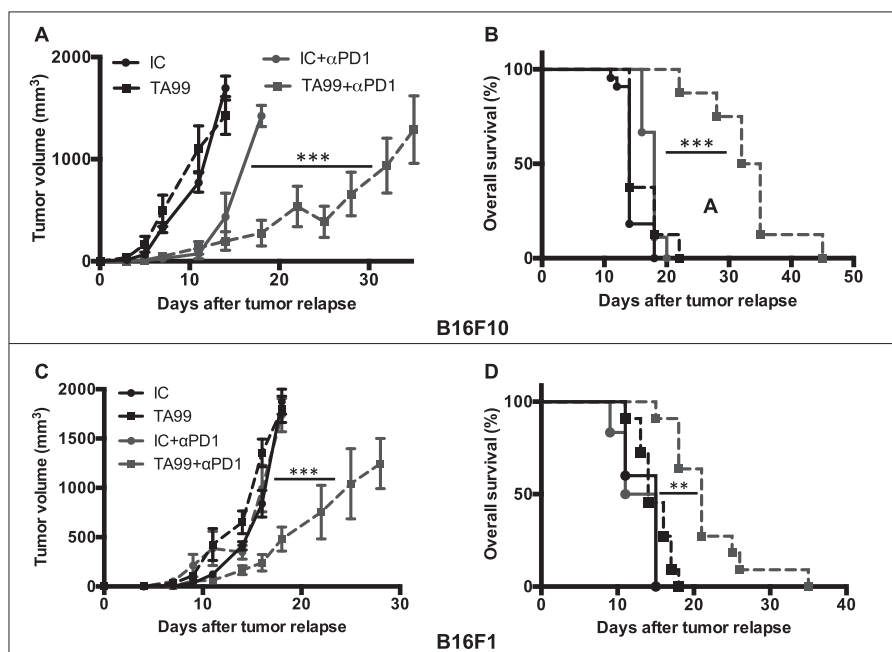 A
IC
TA99
IC+αPD1
TA99+αPD1
Tumor volume (mm3)
2000
1000
0
***
0 10 20 30
Days after tumor relapse
B
Overall survival (%)
100
50
0
***
A
0 10 20 30 40 50
Days after tumor relapse
B16F10
C
IC
TA99
IC+αPD1
TA99+αPD1
Tumor volume (mm3)
2000
1500
1000
500
0
***
0 10 20 30
Days after tumor relapse
D
Overall survival (%)
100
50
0
**
0 10 20 30 40
Days after tumor relapse
B16F1